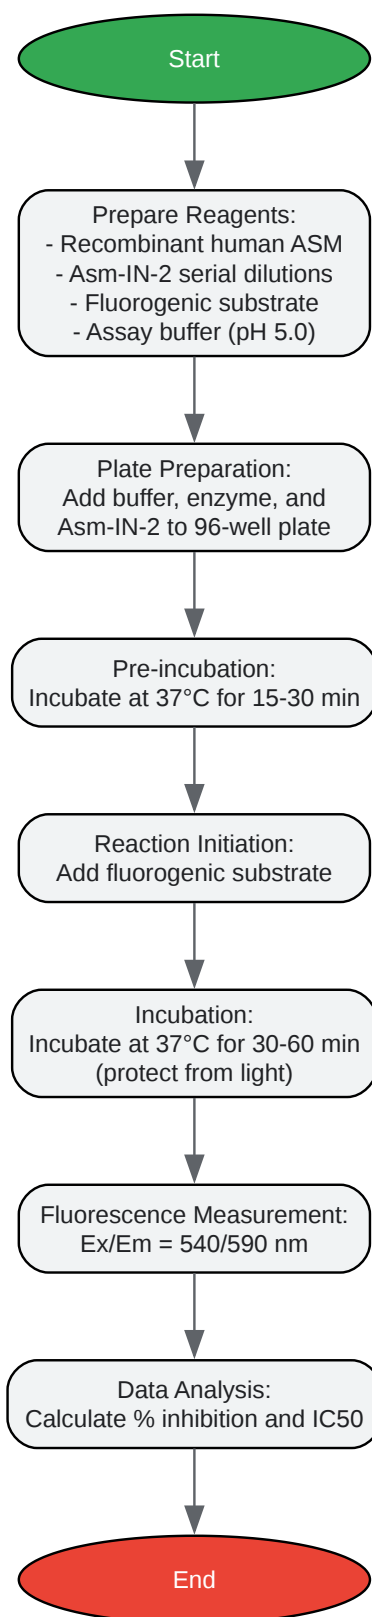 Start
Prepare Reagents:
- Recombinant human ASM
- Asm-IN-2 serial dilutions
- Fluorogenic substrate
- Assay buffer (pH 5.0)
Plate Preparation:
Add buffer, enzyme, and
Asm-IN-2 to 96-well plate
Pre-incubation:
Incubate at 37°C for 15-30 min
Reaction Initiation:
Add fluorogenic substrate
Incubation:
Incubate at 37°C for 30-60 min
(protect from light)
Fluorescence Measurement:
Ex/Em = 540/590 nm
Data Analysis:
Calculate % inhibition and IC50
End